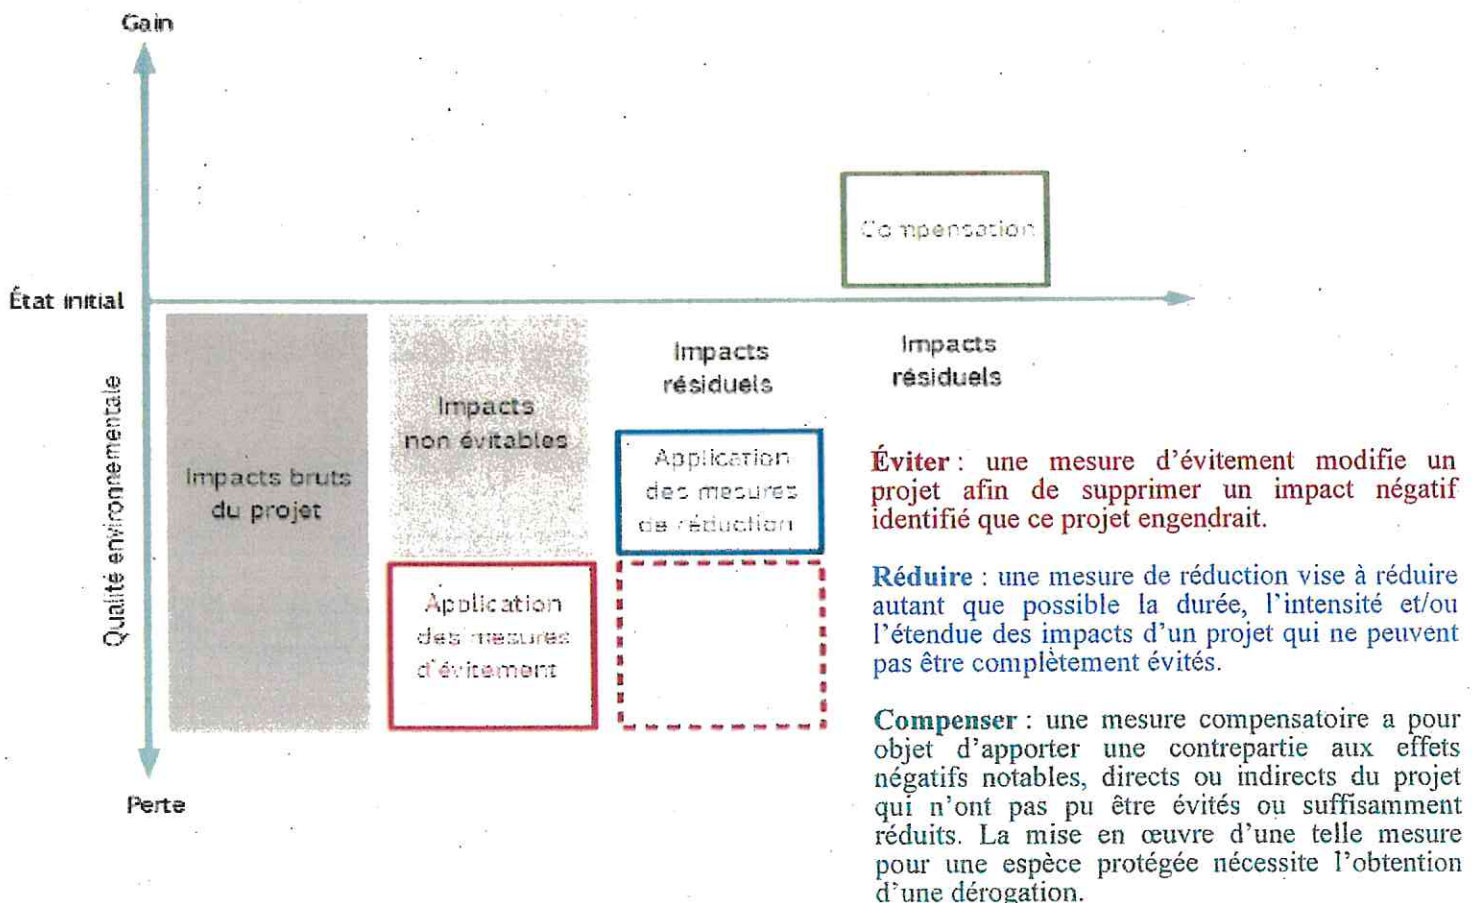 Gain
Compensation
État initial
Qualité environnementale
Impacts bruts
du projet
Impacts
non évitables
Application
des mesures
d'évitement
Impacts
résiduels
Application
des mesures
de réduction
Impacts
résiduels
Perte
Éviter : une mesure d'évitement modifie un
projet afin de supprimer un impact négatif
identifié que ce projet engendrait.
Réduire : une mesure de réduction vise à réduire
autant que possible la durée, l'intensité et/ou
l'étendue des impacts d'un projet qui ne peuvent
pas être complètement évités.
Compenser : une mesure compensatoire a pour
objet d'apporter une contrepartie aux effets
négatifs notables, directs ou indirects du projet
qui n'ont pas pu être évités ou suffisamment
réduits. La mise en œuvre d'une telle mesure
pour une espèce protégée nécessite l'obtention
d'une dérogation.